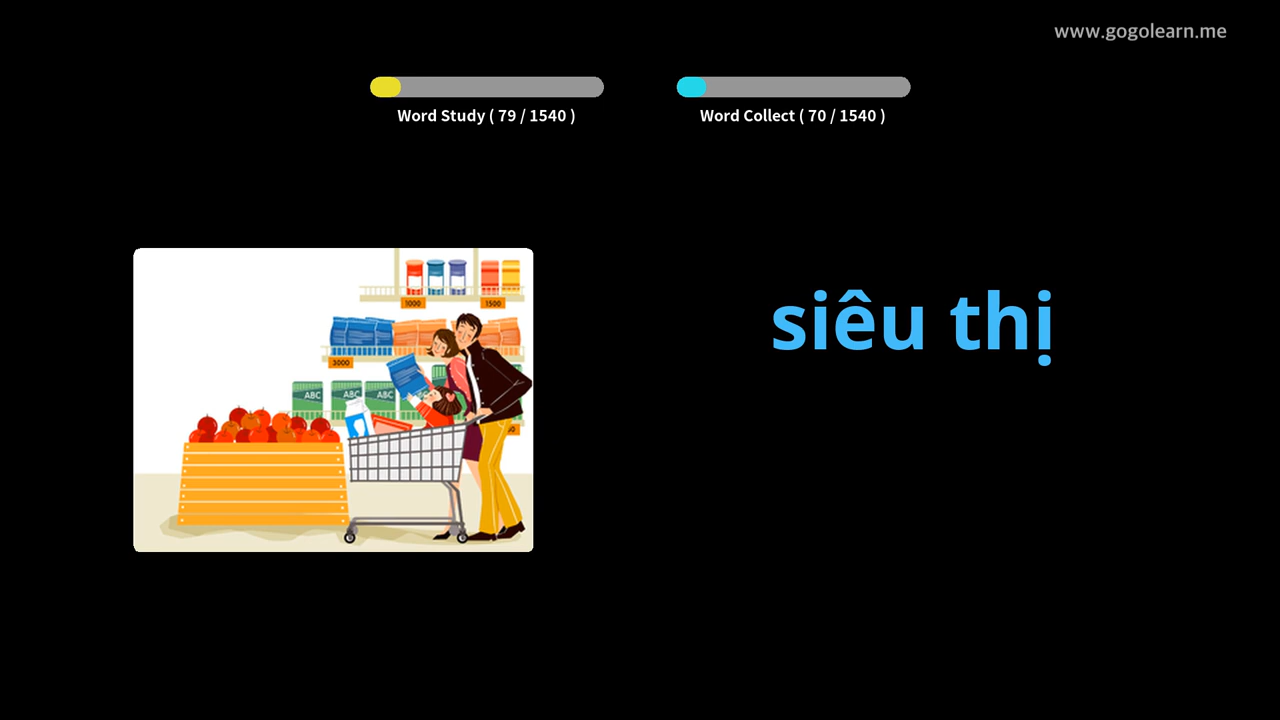 www.gogolearn.me
Word Study ( 79 / 1540 )
Word Collect ( 70 / 1540 )
siêu thị
1000
1500
3000
ABC
ABC
ABC